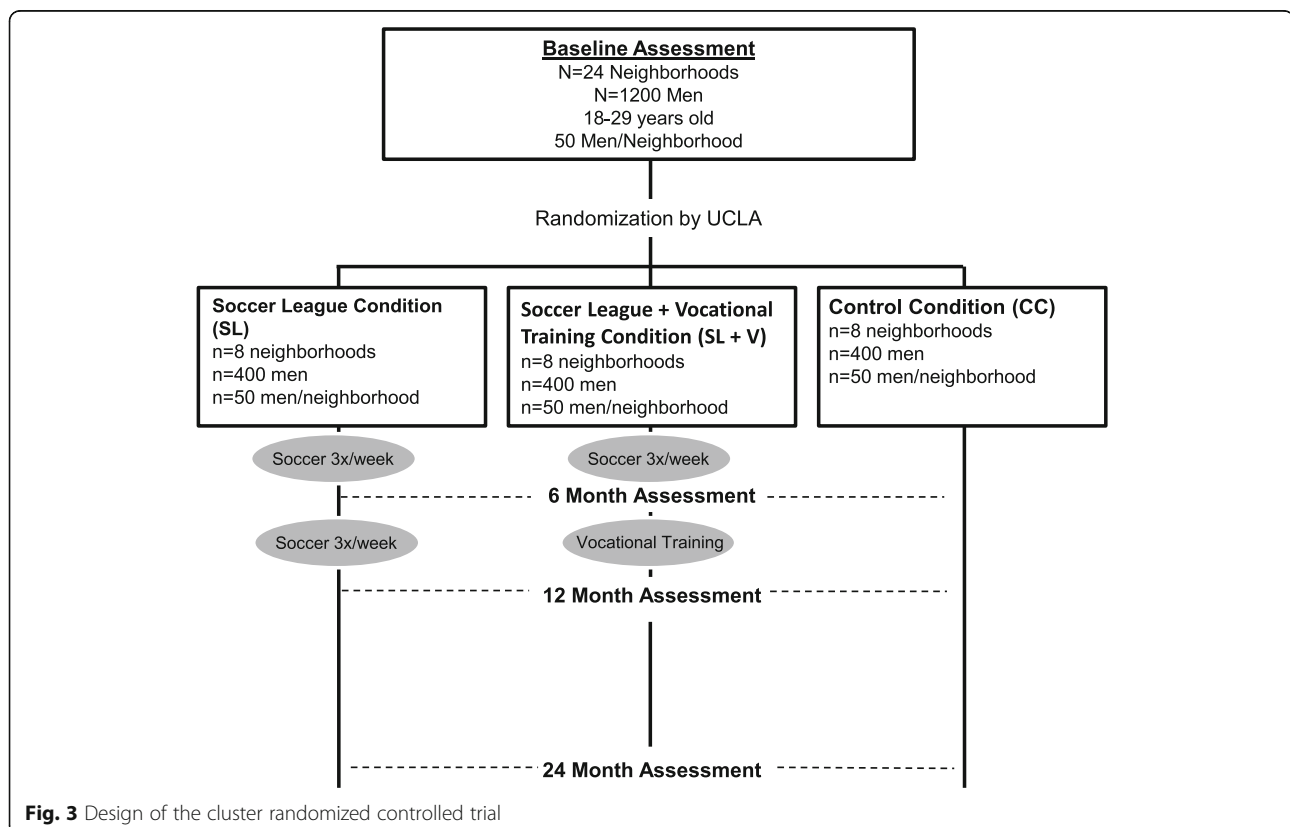 Baseline Assessment
N=24 Neighborhoods
N=1200 Men
18-29 years old
50 Men/Neighborhood
Randomization by UCLA
Soccer League Condition
(SL)
n=8 neighborhoods
n=400 men
n=50 men/neighborhood
Soccer League + Vocational
Training Condition (SL + V)
n=8 neighborhoods
n=400 men
n=50 men/neighborhood
Control Condition (CC)
n=8 neighborhoods
n=400 men
n=50 men/neighborhood
Soccer 3x/week
Soccer 3x/week
6 Month Assessment
Soccer 3x/week
Vocational Training
12 Month Assessment
24 Month Assessment
Fig. 3 Design of the cluster randomized controlled trial